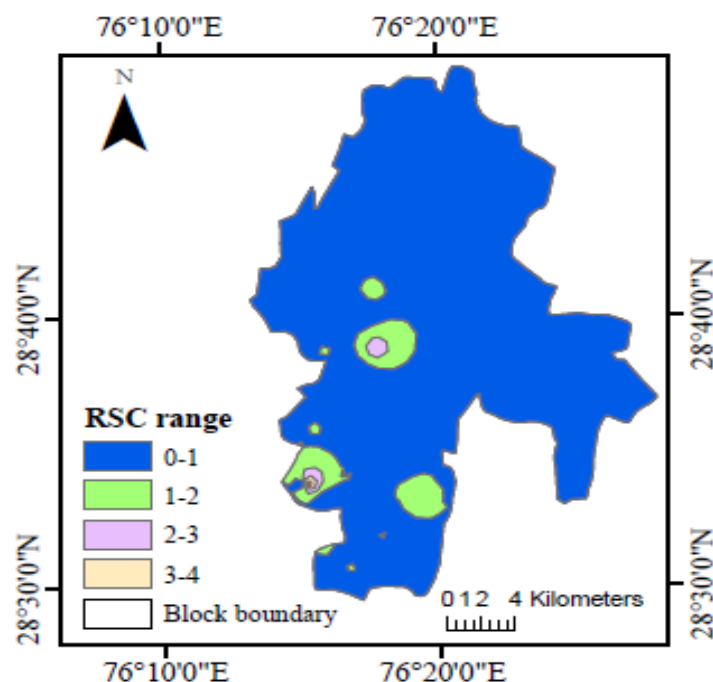 76°10'0"E 76°20'0"E
N
28°40'0"N 28°40'0"N
RSC range
0-1
1-2
2-3
3-4
Block boundary
0 1 2 4 Kilometers
28°30'0"N 28°30'0"N
76°10'0"E 76°20'0"E